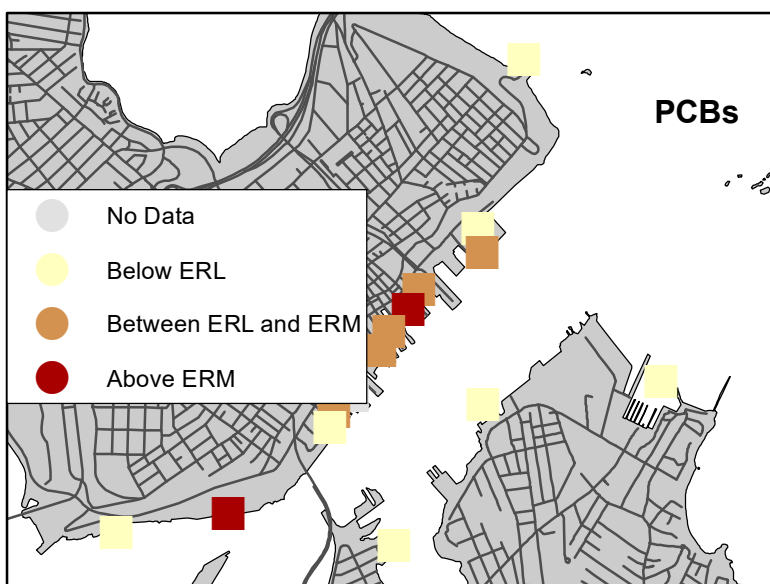 PCBs
No Data
Below ERL
Between ERL and ERM
Above ERM